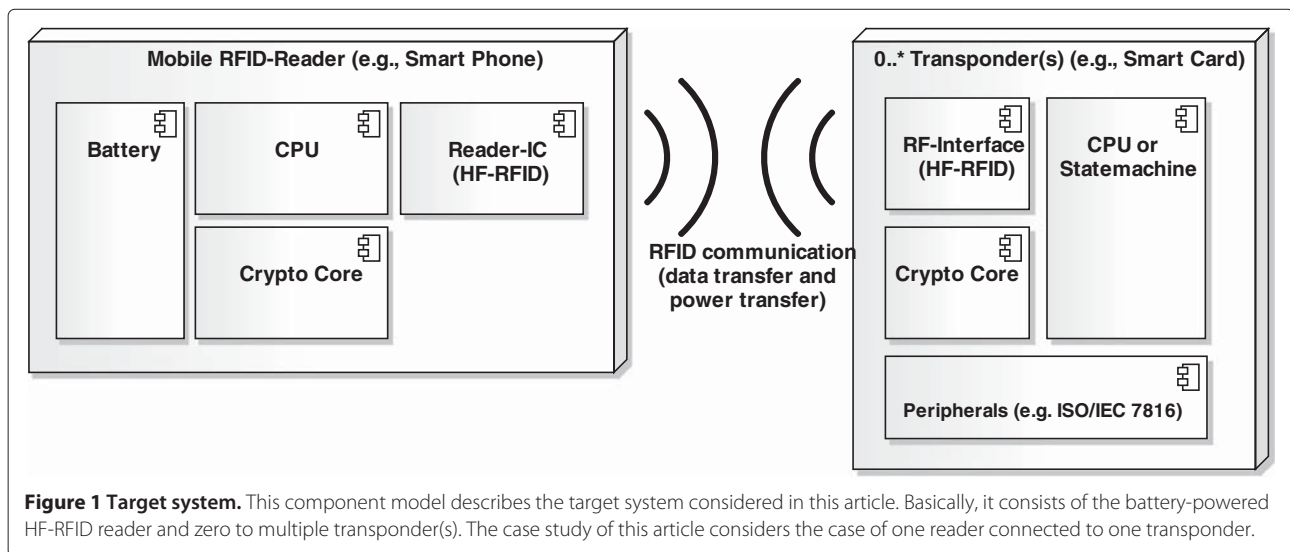 Mobile RFID-Reader (e.g., Smart Phone)
Battery
CPU
Reader-IC
(HF-RFID)
Crypto Core
RFID communication
(data transfer and
power transfer)
0..* Transponder(s) (e.g., Smart Card)
RF-Interface
(HF-RFID)
CPU or
Statemachine
Crypto Core
Peripherals (e.g. ISO/IEC 7816)
Figure 1 Target system. This component model describes the target system considered in this article. Basically, it consists of the battery-powered
HF-RFID reader and zero to multiple transponder(s). The case study of this article considers the case of one reader connected to one transponder.